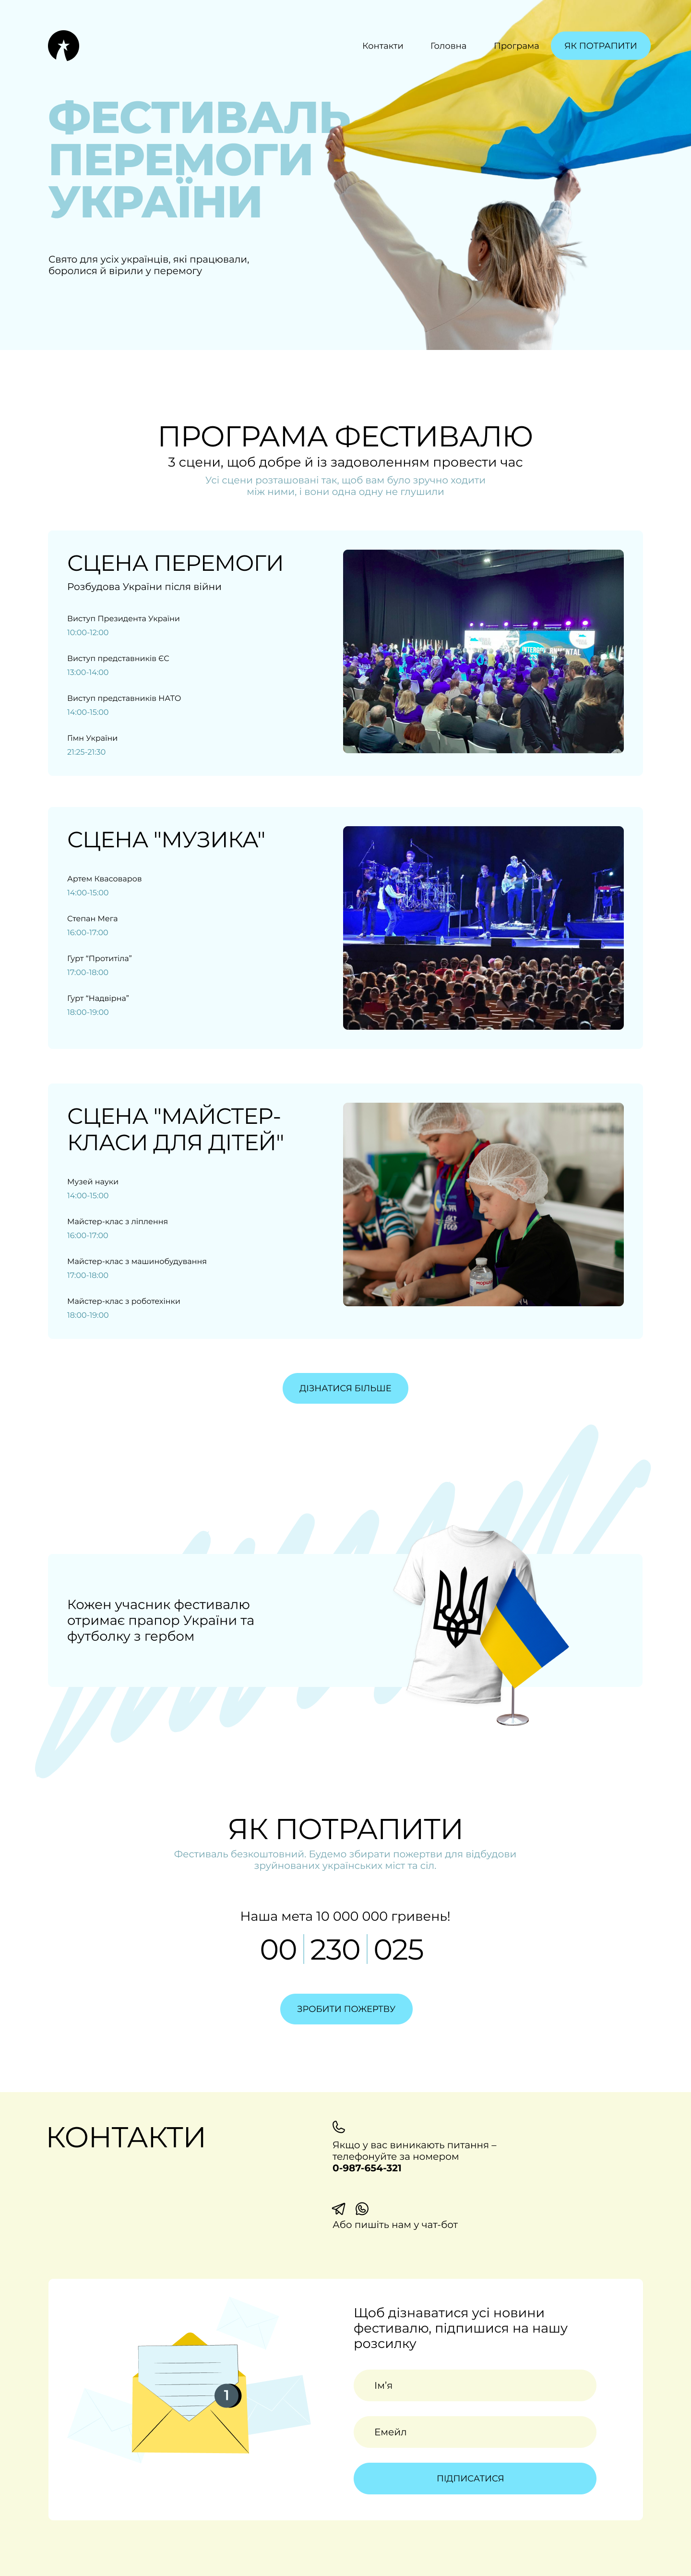 Контакти Головна Програма ЯК ПОТРАПИТИ
ФЕСТИВАЛЬ
ПЕРЕМОГИ
УКРАЇНИ
Свято для усіх українців, які працювали,
боролися й вірили у перемогу
ПРОГРАМА ФЕСТИВАЛЮ
3 сцени, щоб добре й із задоволенням провести час
Усі сцени розташовані так, щоб вам було зручно ходити
між ними, і вони одна одну не глушили
СЦЕНА ПЕРЕМОГИ
Розбудова України після війни
Виступ Президента України
10:00-12:00
Виступ представників ЄС
13:00-14:00
Виступ представників НАТО
14:00-15:00
Гімн України
21:25-21:30
СЦЕНА "МУЗИКА"
Артем Квасоваров
14:00-15:00
Степан Мега
16:00-17:00
Гурт “Протитіла”
17:00-18:00
Гурт “Надвірна”
18:00-19:00
СЦЕНА "МАЙСТЕР-
КЛАСИ ДЛЯ ДІТЕЙ"
Музей науки
14:00-15:00
Майстер-клас з ліплення
16:00-17:00
Майстер-клас з машинобудування
17:00-18:00
Майстер-клас з роботехінки
18:00-19:00
ДІЗНАТИСЯ БІЛЬШЕ
Кожен учасник фестивалю
отримає прапор України та
футболку з гербом
ЯК ПОТРАПИТИ
Фестиваль безкоштовний. Будемо збирати пожертви для відбудови
зруйнованих українських міст та сіл.
Наша мета 10 000 000 гривень!
00 230 025
ЗРОБИТИ ПОЖЕРТВУ
КОНТАКТИ
Якщо у вас виникають питання –
телефонуйте за номером
0-987-654-321
Або пишіть нам у чат-бот
Щоб дізнаватися усі новини
фестивалю, підпишися на нашу
розсилку
1
Ім’я
Емейл
ПІДПИСАТИСЯ